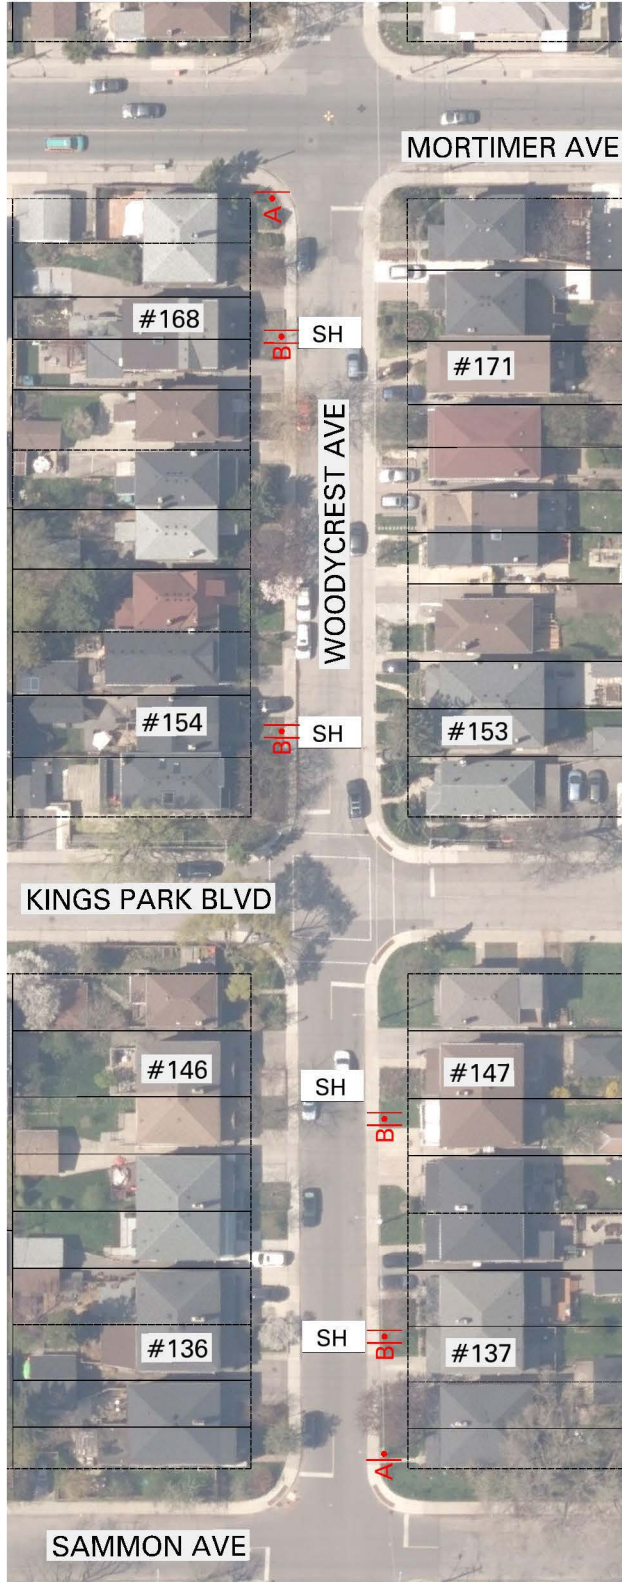 MORTIMER AVE
A
#168
B
SH
#171
WOODYCREST AVE
#154
B
SH
#153
KINGS PARK BLVD
#146
SH
#147
B
#136
SH
B
#137
A
SAMMON AVE